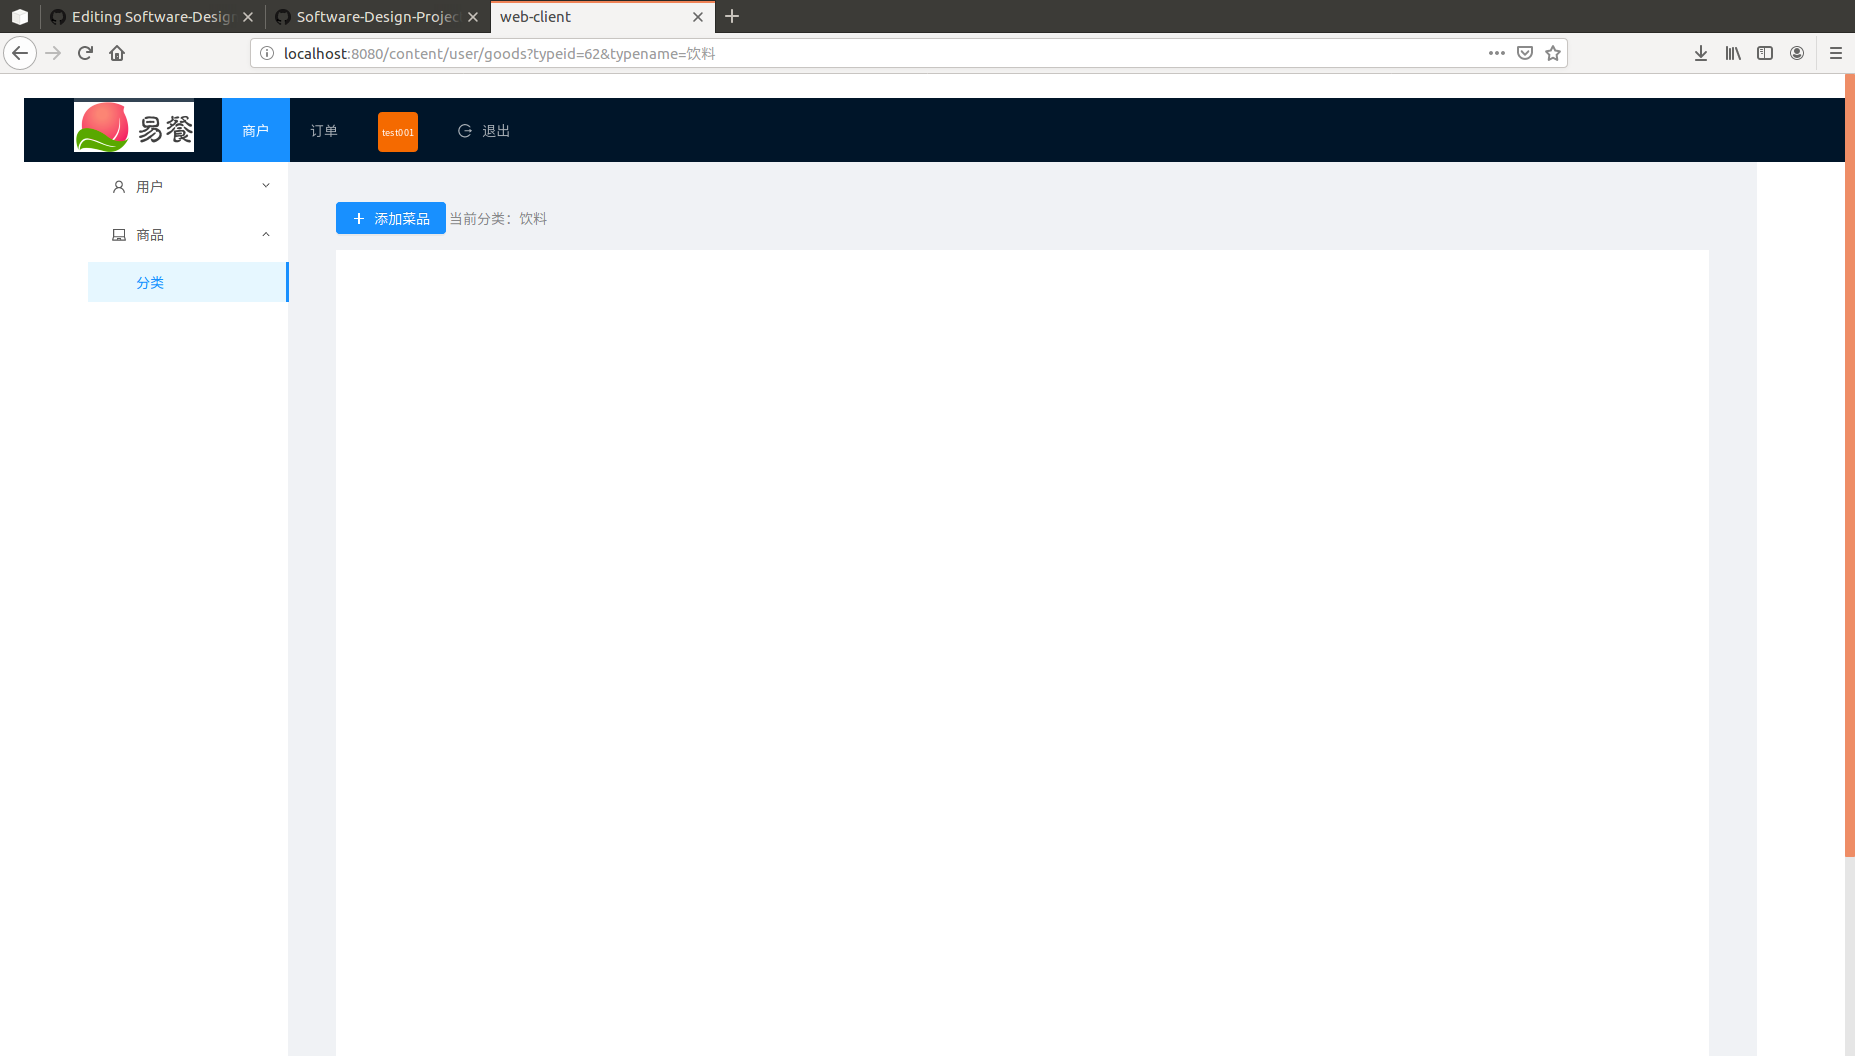 Editing Software-Desig
Software-Design-Projec
web-client
localhost:8080/content/user/goods?typeid=62&typename=饮料
易餐
商户
订单
test001
退出
用户
商品
分类
添加菜品
当前分类：饮料